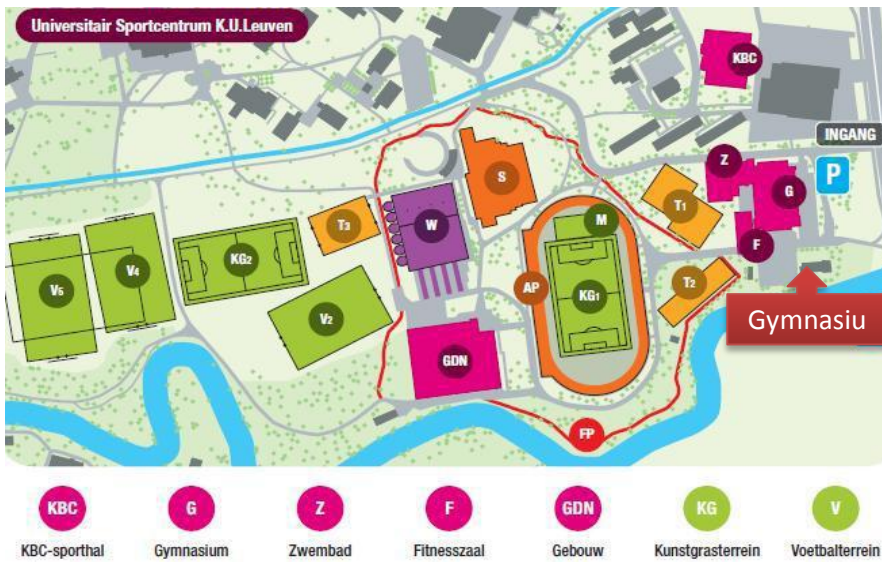 Universitair Sportcentrum K.U.Leuven
KBC
INGANG
P
Z
G
S
T1
T3
W
M
F
KG2
V4
V5
T2
AP
KG1
V2
Gymnasiu
GDN
FP
KBC
G
Z
F
GDN
KG
V
KBC-sporthal
Gymnasium
Zwembad
Fitnesszaal
Gebouw
Kunstgrasterrein
Voetbalterrein